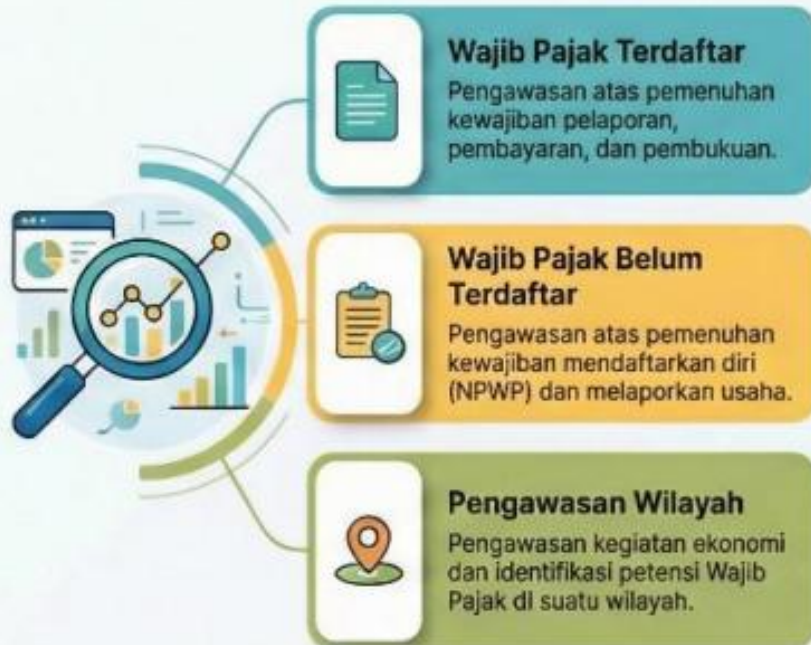 Wajib Pajak Terdaftar
Pengawasan atas pemenuhan
kewajiban pelaporan,
pembayaran, dan pembukuan.
Wajib Pajak Belum
Terdaftar
Pengawasan atas pemenuhan
kewajiban mendaftarkan diri
(NPWP) dan melaporkan usaha.
Pengawasan Wilayah
Pengawasan kegiatan ekonomi
dan identifikasi potensi Wajib
Pajak di suatu wilayah.